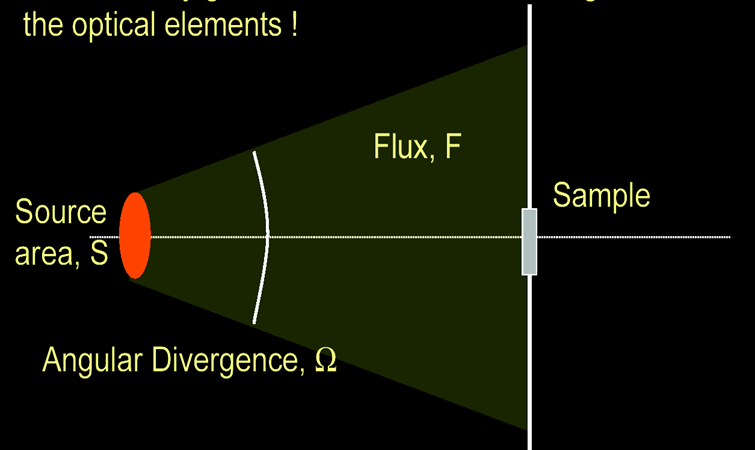 the optical elements !
Flux, F
Sample
Source
area, S
Angular Divergence, Ω